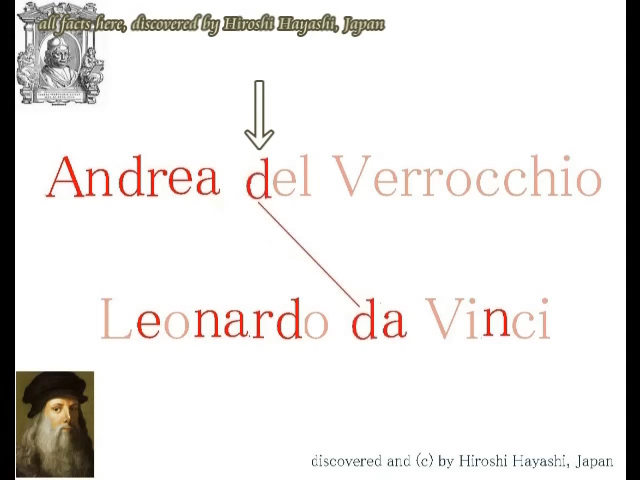 all facts here, discovered by Hiroshi Hayashi, Japan
Andrea del Verrocchio
Leonardo da Vinci
discovered and (c) by Hiroshi Hayashi, Japan